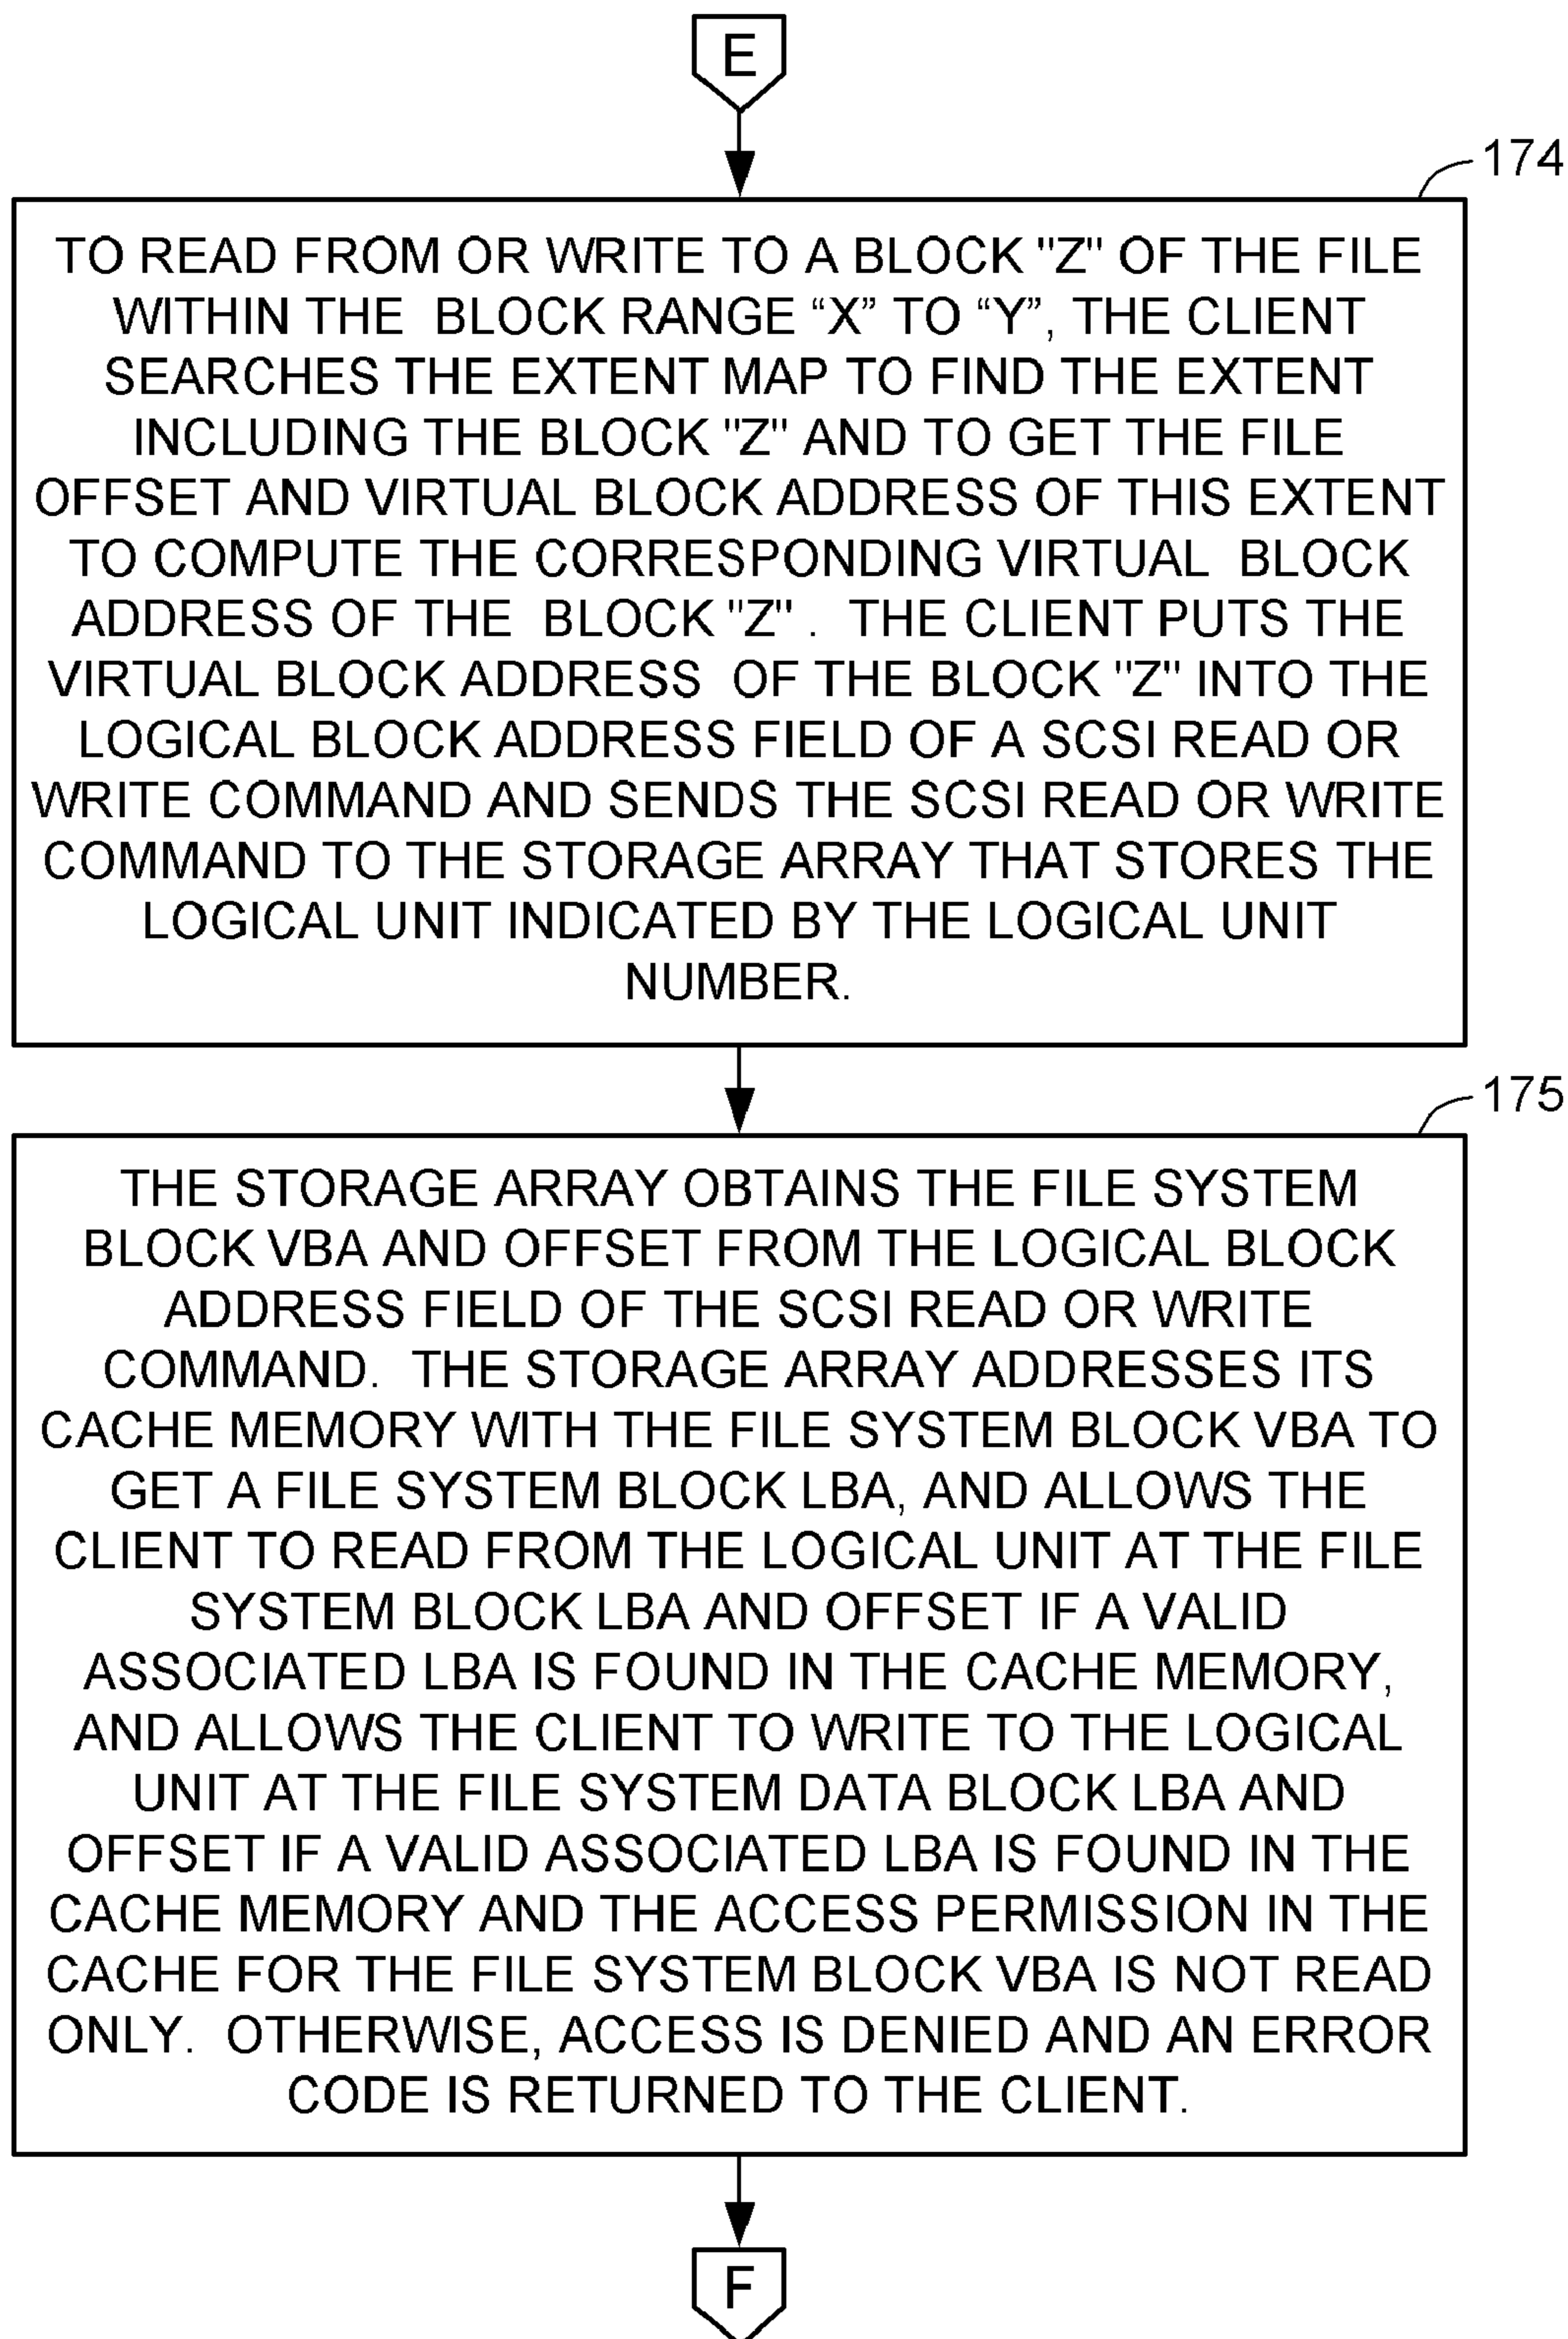 E
174
TO READ FROM OR WRITE TO A BLOCK "Z" OF THE FILE
WITHIN THE BLOCK RANGE “X” TO “Y”, THE CLIENT
SEARCHES THE EXTENT MAP TO FIND THE EXTENT
INCLUDING THE BLOCK "Z" AND TO GET THE FILE
OFFSET AND VIRTUAL BLOCK ADDRESS OF THIS EXTENT
TO COMPUTE THE CORRESPONDING VIRTUAL BLOCK
ADDRESS OF THE BLOCK "Z" . THE CLIENT PUTS THE
VIRTUAL BLOCK ADDRESS OF THE BLOCK "Z" INTO THE
LOGICAL BLOCK ADDRESS FIELD OF A SCSI READ OR
WRITE COMMAND AND SENDS THE SCSI READ OR WRITE
COMMAND TO THE STORAGE ARRAY THAT STORES THE
LOGICAL UNIT INDICATED BY THE LOGICAL UNIT
NUMBER.
175
THE STORAGE ARRAY OBTAINS THE FILE SYSTEM
BLOCK VBA AND OFFSET FROM THE LOGICAL BLOCK
ADDRESS FIELD OF THE SCSI READ OR WRITE
COMMAND. THE STORAGE ARRAY ADDRESSES ITS
CACHE MEMORY WITH THE FILE SYSTEM BLOCK VBA TO
GET A FILE SYSTEM BLOCK LBA, AND ALLOWS THE
CLIENT TO READ FROM THE LOGICAL UNIT AT THE FILE
SYSTEM BLOCK LBA AND OFFSET IF A VALID
ASSOCIATED LBA IS FOUND IN THE CACHE MEMORY,
AND ALLOWS THE CLIENT TO WRITE TO THE LOGICAL
UNIT AT THE FILE SYSTEM DATA BLOCK LBA AND
OFFSET IF A VALID ASSOCIATED LBA IS FOUND IN THE
CACHE MEMORY AND THE ACCESS PERMISSION IN THE
CACHE FOR THE FILE SYSTEM BLOCK VBA IS NOT READ
ONLY. OTHERWISE, ACCESS IS DENIED AND AN ERROR
CODE IS RETURNED TO THE CLIENT.
F